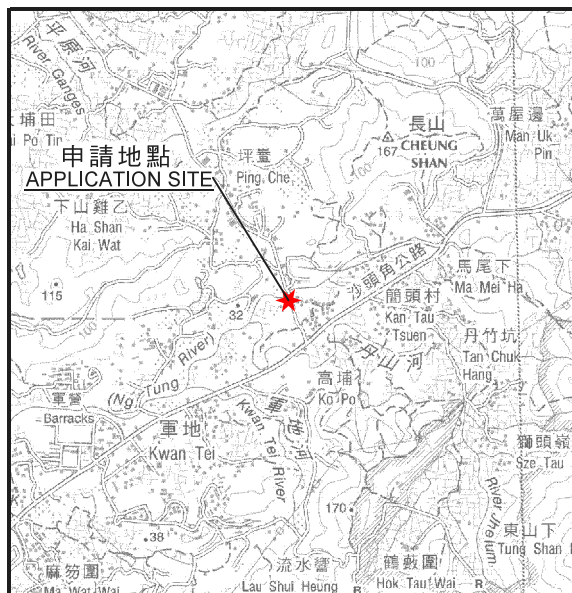 平原河
River Ganges
埔田
Po Tin
申請地點
APPLICATION SITE
坪輋
Ping Che
長山
167
CHEUNG
SHAN
100
100
萬屋邊
Man Uk
Pin
下山雞乙
Ha Shan
Kai Wat
115
100
32
沙頭角公路
馬尾下
Ma Mei Ha
簡頭村
Kan Tau
Tsuen
丹山河
丹竹坑
Tan Chuk
Hang
(Ng Tung River)
軍營
Barracks
高埔
Ko Po
軍地
Kwan Tei
軍地河
Kwan Tei River
獅頭嶺
Sze Tau
170
38
River Jhelum
東山下
Tung Shan
麻笏圍
Ma Wat Wai
流水響
Lau Shui Heung
鶴藪圍
Hok Tau Wai
R
R